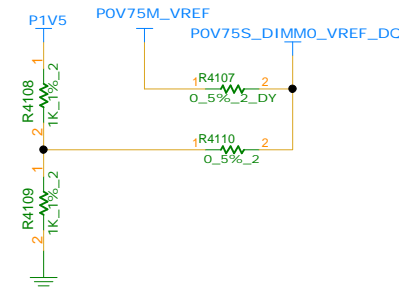 P0V75M_VREF
P1V5
P0V75S_DIMM0_VREF_DQ
1
R4107
2
0_5%_2_DY
1
R4108
1K_1%_2
2
1
R4110
2
0_5%_2
1
R4109
1K_1%_2
2